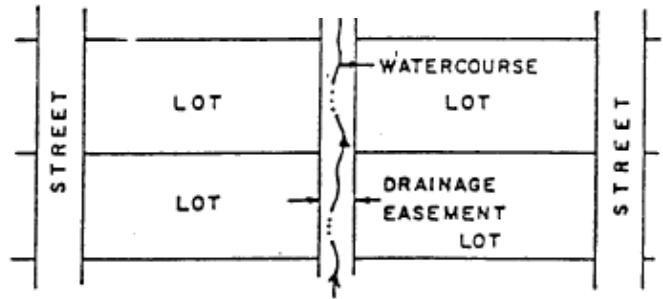 WATERCOURSE
LOT
LOT
STREET
STREET
LOT
DRAINAGE
EASEMENT
LOT